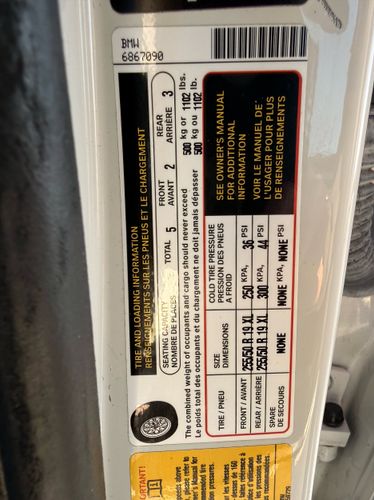 BMW
6867090
TIRE AND LOADING INFORMATION
RENSEIGNEMENTS SUR LES PNEUS ET LE CHARGEMENT
SEATING CAPACITY
NOMBRE DE PLACES
TOTAL 5
FRONT
AVANT 2
REAR
ARRIÈRE 3
The combined weight of occupants and cargo should never exceed 500 kg or 1102 lbs.
Le poids total des occupants et du chargement ne doit jamais dépasser 500 kg ou 1102 lb.
TIRE / PNEU
SIZE
DIMENSIONS
COLD TIRE PRESSURE
PRESSION DES PNEUS
A FROID
FRONT / AVANT 255/50 R 19 XL 250 KPA, 36 PSI
REAR / ARRIÈRE 255/50 R 19 XL 300 KPA, 44 PSI
SPARE
DE SECOURS NONE NONE KPA, NONE PSI
SEE OWNER'S MANUAL
FOR ADDITIONAL
INFORMATION
VOIR LE MANUEL DE
L'USAGER POUR PLUS
DE RENSEIGNEMENTS
IMPORTANT!